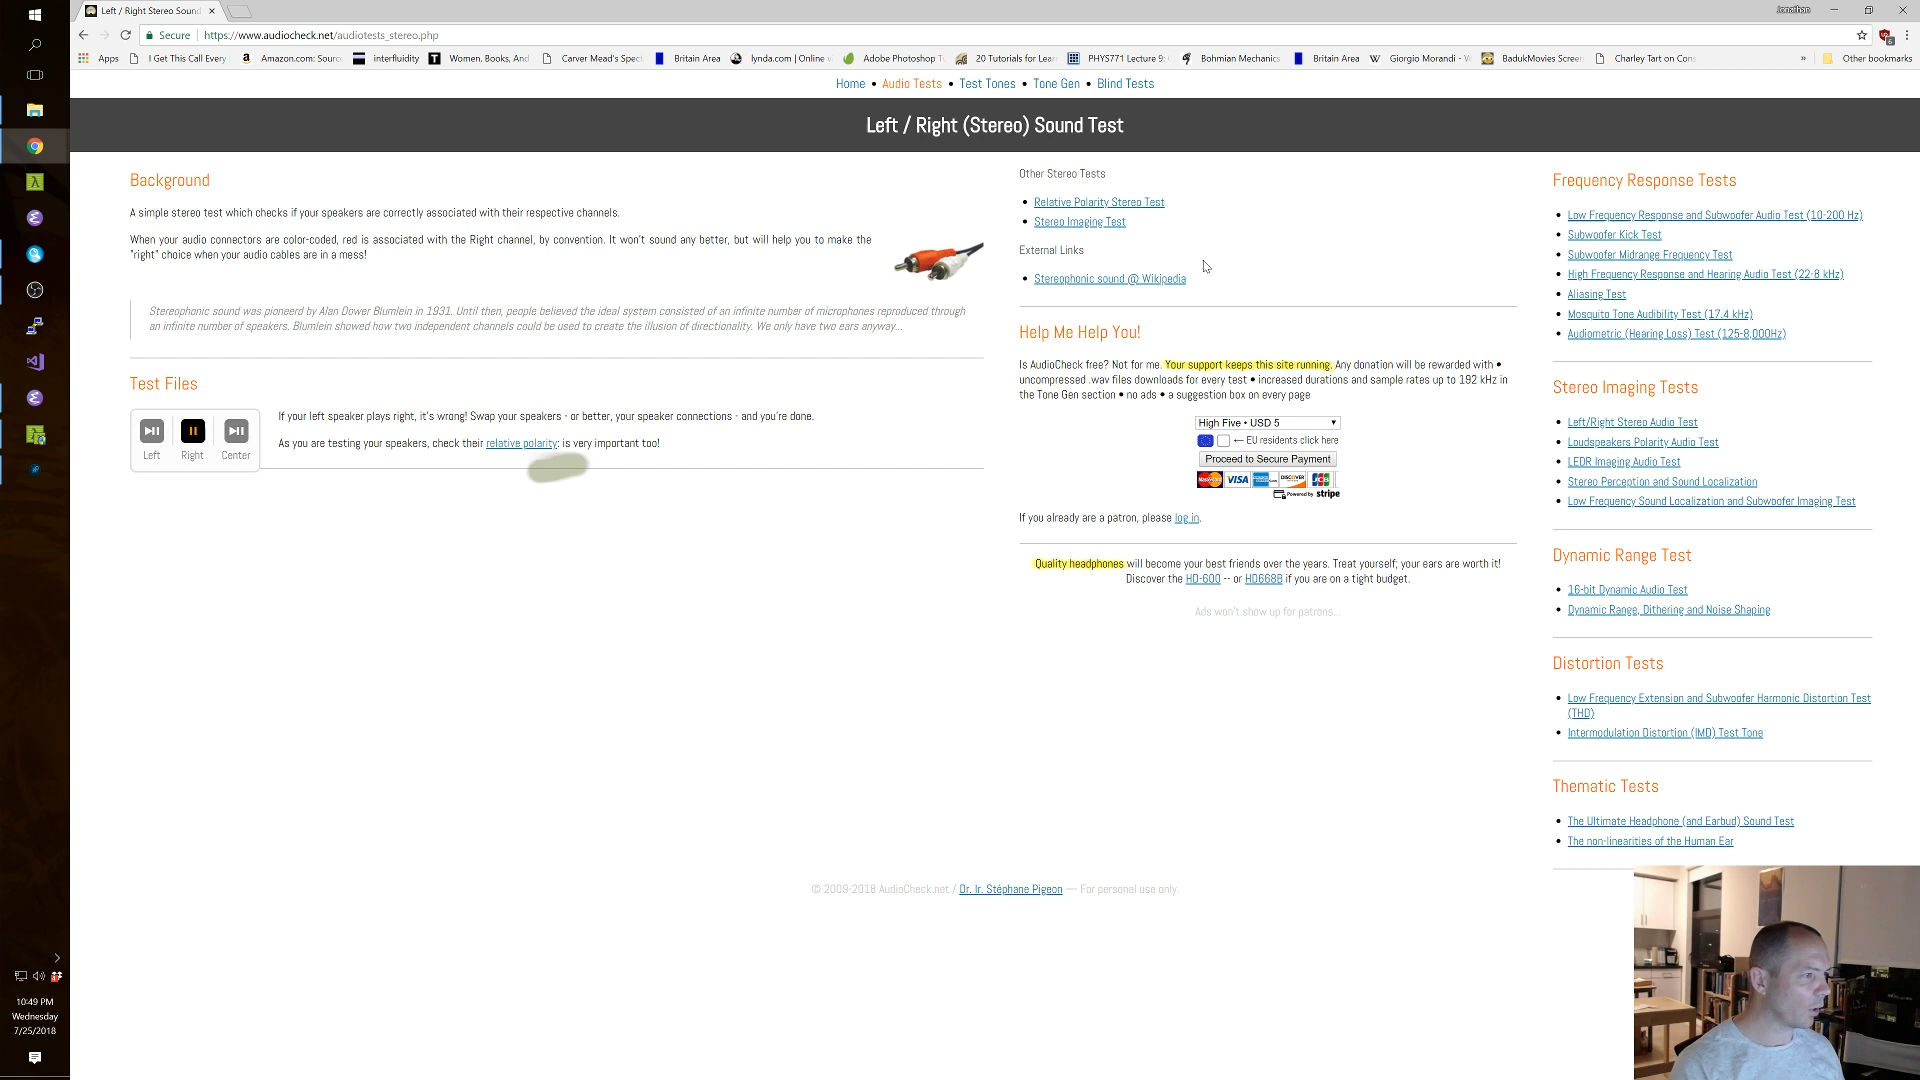 Left / Right Stereo Sound
Jonathan
Secure
https://www.audiocheck.net/audiotests_stereo.php
Apps
I Get This Call Every
Amazon.com: Sourc
interfluidity
Women, Books, And
Carver Mead's Spect
Britain Area
lynda.com | Online v
Adobe Photoshop T
20 Tutorials for Lear
PHYS771 Lecture 9:
Bohmian Mechanics
Britain Area
Giorgio Morandi - W
BadukMovies Screen
Charley Tart on Cons
»
Other bookmarks
Home • Audio Tests • Test Tones • Tone Gen • Blind Tests
Left / Right (Stereo) Sound Test
Background
A simple stereo test which checks if your speakers are correctly associated with their respective channels.
When your audio connectors are color-coded, red is associated with the Right channel, by convention. It won't sound any better, but will help you to make the
"right" choice when your audio cables are in a mess!
Stereophonic sound was pioneerd by Alan Dower Blumlein in 1931. Until then, people believed the ideal system consisted of an infinite number of microphones reproduced through
an infinite number of speakers. Blumlein showed how two independent channels could be used to create the illusion of directionality. We only have two ears anyway...
Test Files
Left
Right
Center
If your left speaker plays right, it's wrong! Swap your speakers - or better, your speaker connections - and you're done.
As you are testing your speakers, check their relative polarity: is very important too!
Other Stereo Tests
• Relative Polarity Stereo Test
• Stereo Imaging Test
External Links
• Stereophonic sound @ Wikipedia
Help Me Help You!
Is AudioCheck free? Not for me. Your support keeps this site running. Any donation will be rewarded with •
uncompressed .wav files downloads for every test • increased durations and sample rates up to 192 kHz in
the Tone Gen section • no ads • a suggestion box on every page
High Five • USD 5
← EU residents click here
Proceed to Secure Payment
MasterCard
VISA
DISCOVER
JCB
Powered by stripe
If you already are a patron, please log in.
Quality headphones will become your best friends over the years. Treat yourself; your ears are worth it!
Discover the HD-600 -- or HD668B if you are on a tight budget.
Ads won't show up for patrons...
Frequency Response Tests
• Low Frequency Response and Subwoofer Audio Test (10-200 Hz)
• Subwoofer Kick Test
• Subwoofer Midrange Frequency Test
• High Frequency Response and Hearing Audio Test (22-8 kHz)
• Aliasing Test
• Mosquito Tone Audibility Test (17.4 kHz)
• Audiometric (Hearing Loss) Test (125-8,000Hz)
Stereo Imaging Tests
• Left/Right Stereo Audio Test
• Loudspeakers Polarity Audio Test
• LEDR Imaging Audio Test
• Stereo Perception and Sound Localization
• Low Frequency Sound Localization and Subwoofer Imaging Test
Dynamic Range Test
• 16-bit Dynamic Audio Test
• Dynamic Range, Dithering and Noise Shaping
Distortion Tests
• Low Frequency Extension and Subwoofer Harmonic Distortion Test
(THD)
• Intermodulation Distortion (IMD) Test Tone
Thematic Tests
• The Ultimate Headphone (and Earbud) Sound Test
• The non-linearities of the Human Ear
© 2009-2018 AudioCheck.net / Dr. Ir. Stéphane Pigeon — For personal use only.
10:49 PM
Wednesday
7/25/2018